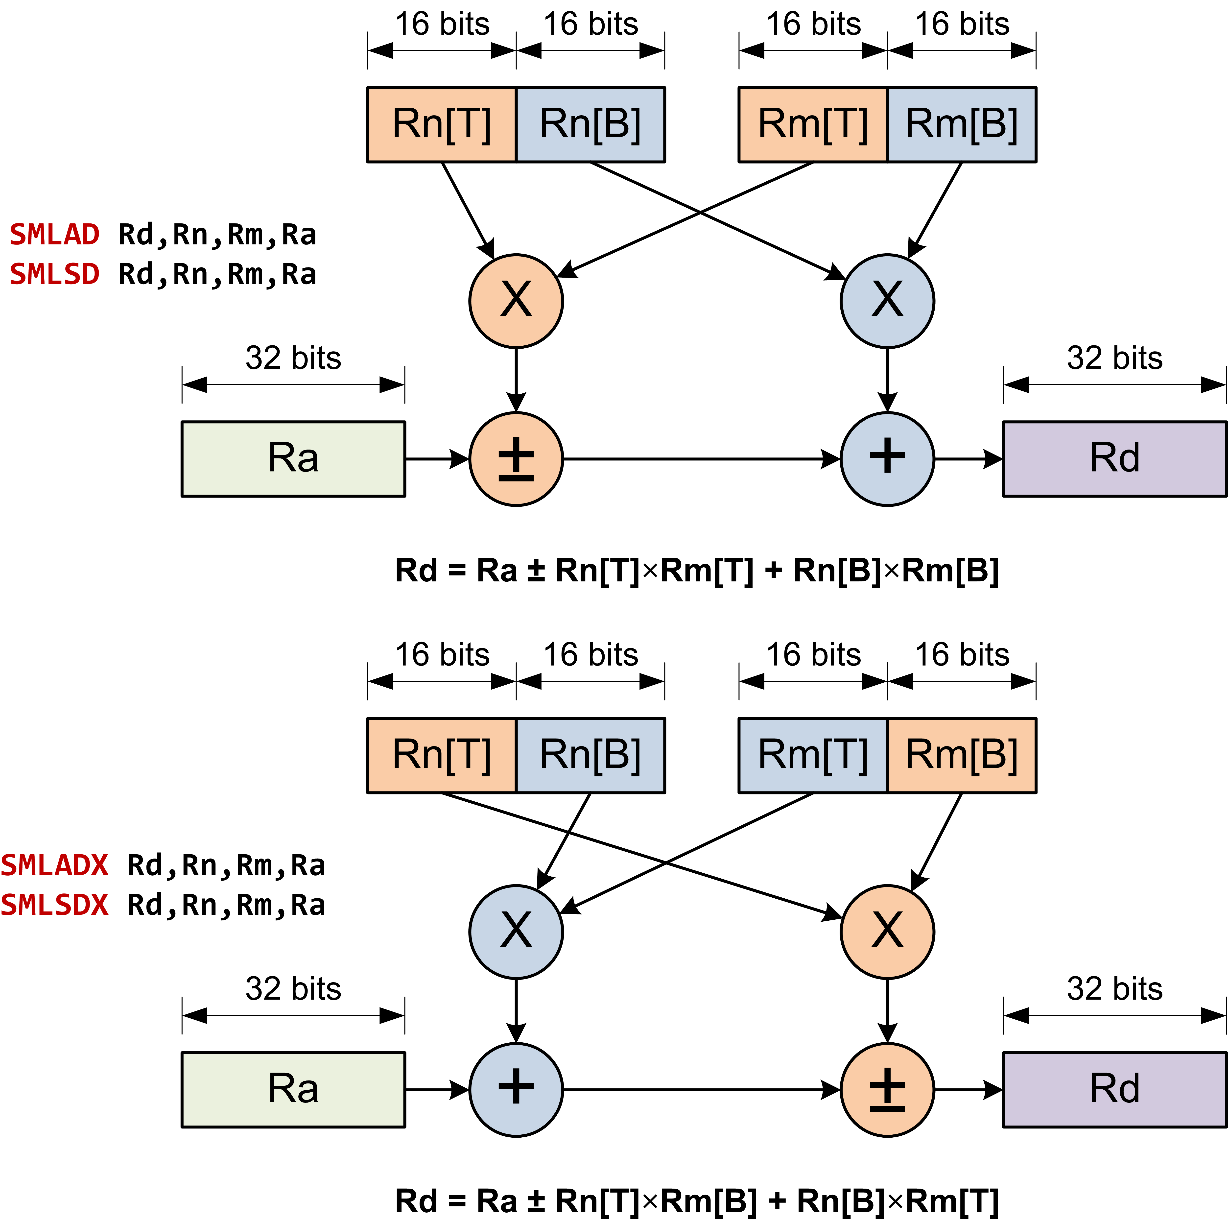 16 bits 16 bits 16 bits 16 bits
Rn[T] Rn[B] Rm[T] Rm[B]
SMLAD Rd,Rn,Rm,Ra
SMLSD Rd,Rn,Rm,Ra
X X
32 bits 32 bits
Ra ± + Rd
Rd = Ra ± Rn[T]×Rm[T] + Rn[B]×Rm[B]
16 bits 16 bits 16 bits 16 bits
Rn[T] Rn[B] Rm[T] Rm[B]
SMLADX Rd,Rn,Rm,Ra
SMLSDX Rd,Rn,Rm,Ra
X X
32 bits 32 bits
Ra + ± Rd
Rd = Ra ± Rn[T]×Rm[B] + Rn[B]×Rm[T]